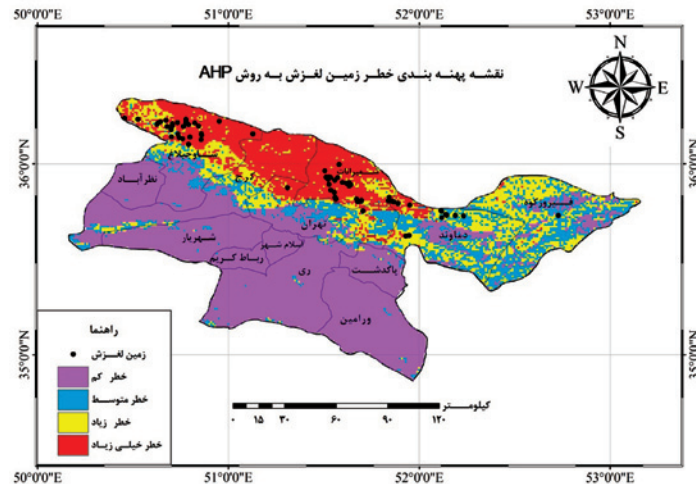 50°0'0"E 51°0'0"E 52°0'0"E 53°0'0"E
نقشه پهنه بندی خطر زمین لغزش به روش AHP
N
W E
S
36°0'0"N 36°0'0"N
ساوجبلاغ
نظرآباد
کرج
شمیرانات
فیروزکوه
تهران
دماوند
شهریار
اسلام شهر
رباط کریم
ری
پاکدشت
ورامین
35°0'0"N 35°0'0"N
راهنما
زمین لغزش
خطر کم
خطر متوسط
خطر زیاد
خطر خیلی زیاد
کیلومتر
۰ ۱۵ ۳۰ ۶۰ ۹۰ ۱۲۰
50°0'0"E 51°0'0"E 52°0'0"E 53°0'0"E